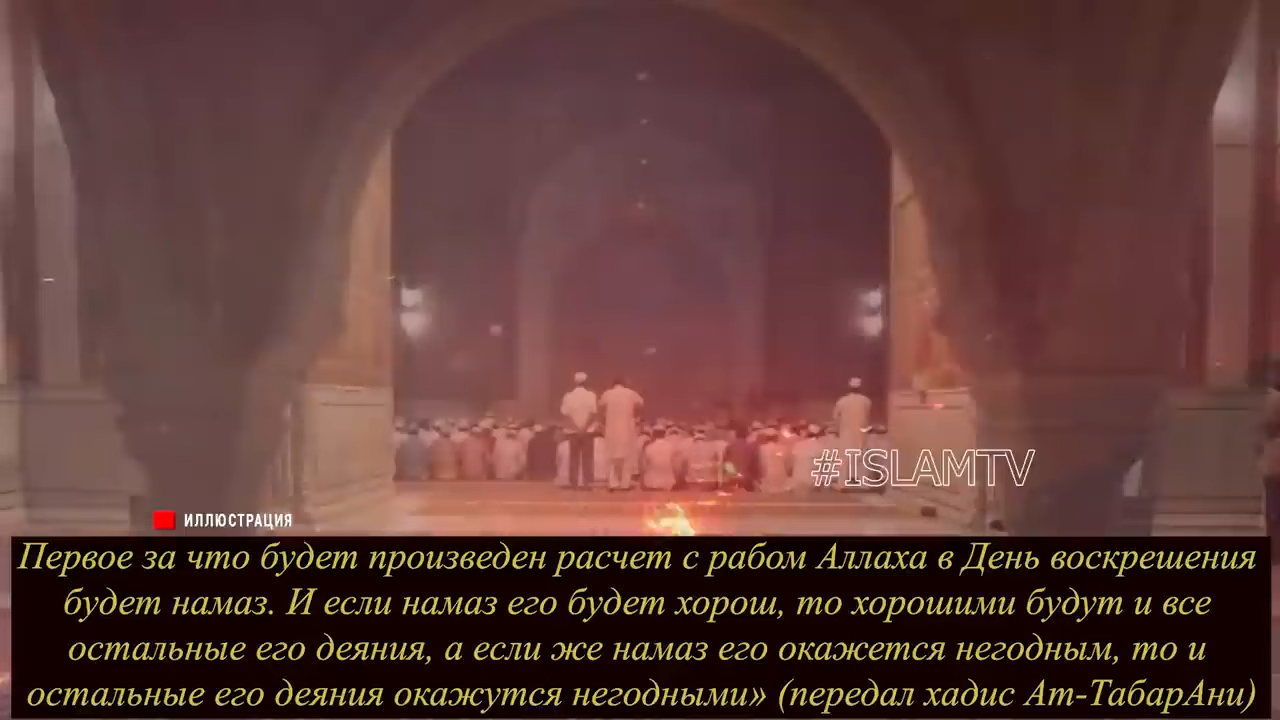 #ISLAMTV
ИЛЛЮСТРАЦИЯ
Первое за что будет произведен расчет с рабом Аллаха в День воскрешения
будет намаз. И если намаз его будет хорош, то хорошими будут и все
остальные его деяния, а если же намаз его окажется негодным, то и
остальные его деяния окажутся негодными» (передал хадис Ат-ТабарАни)